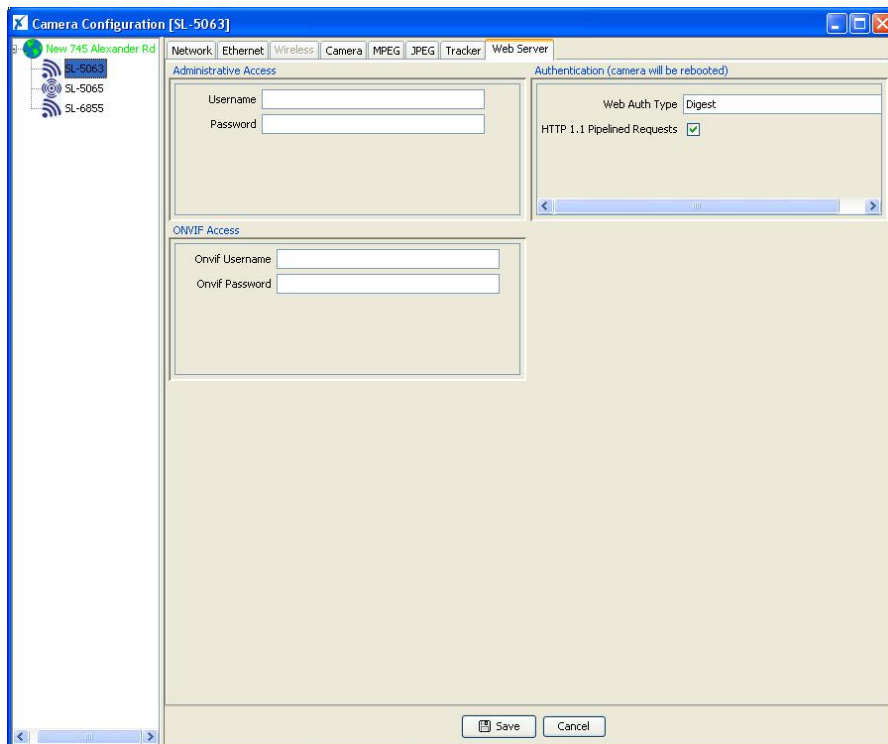 Camera Configuration [SL-5063]
New 745 Alexander Rd
SL-5063
SL-5065
SL-6855
Network Ethernet Wireless Camera MPEG JPEG Tracker Web Server
Administrative Access
Username
Password
Authentication (camera will be rebooted)
Web Auth Type Digest
HTTP 1.1 Pipelined Requests
ONVIF Access
Onvif Username
Onvif Password
Save Cancel